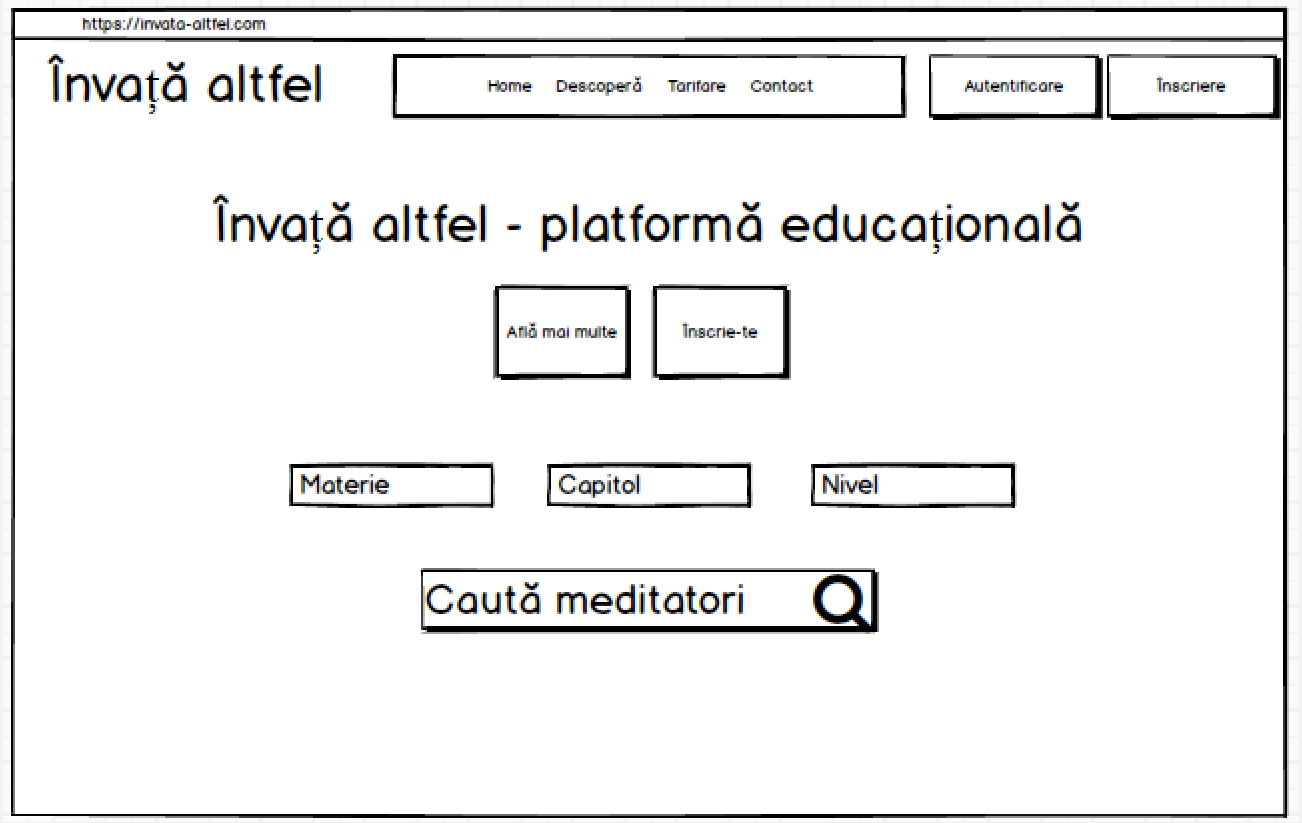 https://invata-altfel.com
Învață altfel
Home Descoperă Tarifare Contact
Autentificare
Înscriere
Învață altfel - platformă educațională
Află mai multe
Înscrie-te
Materie
Capitol
Nivel
Caută meditatori